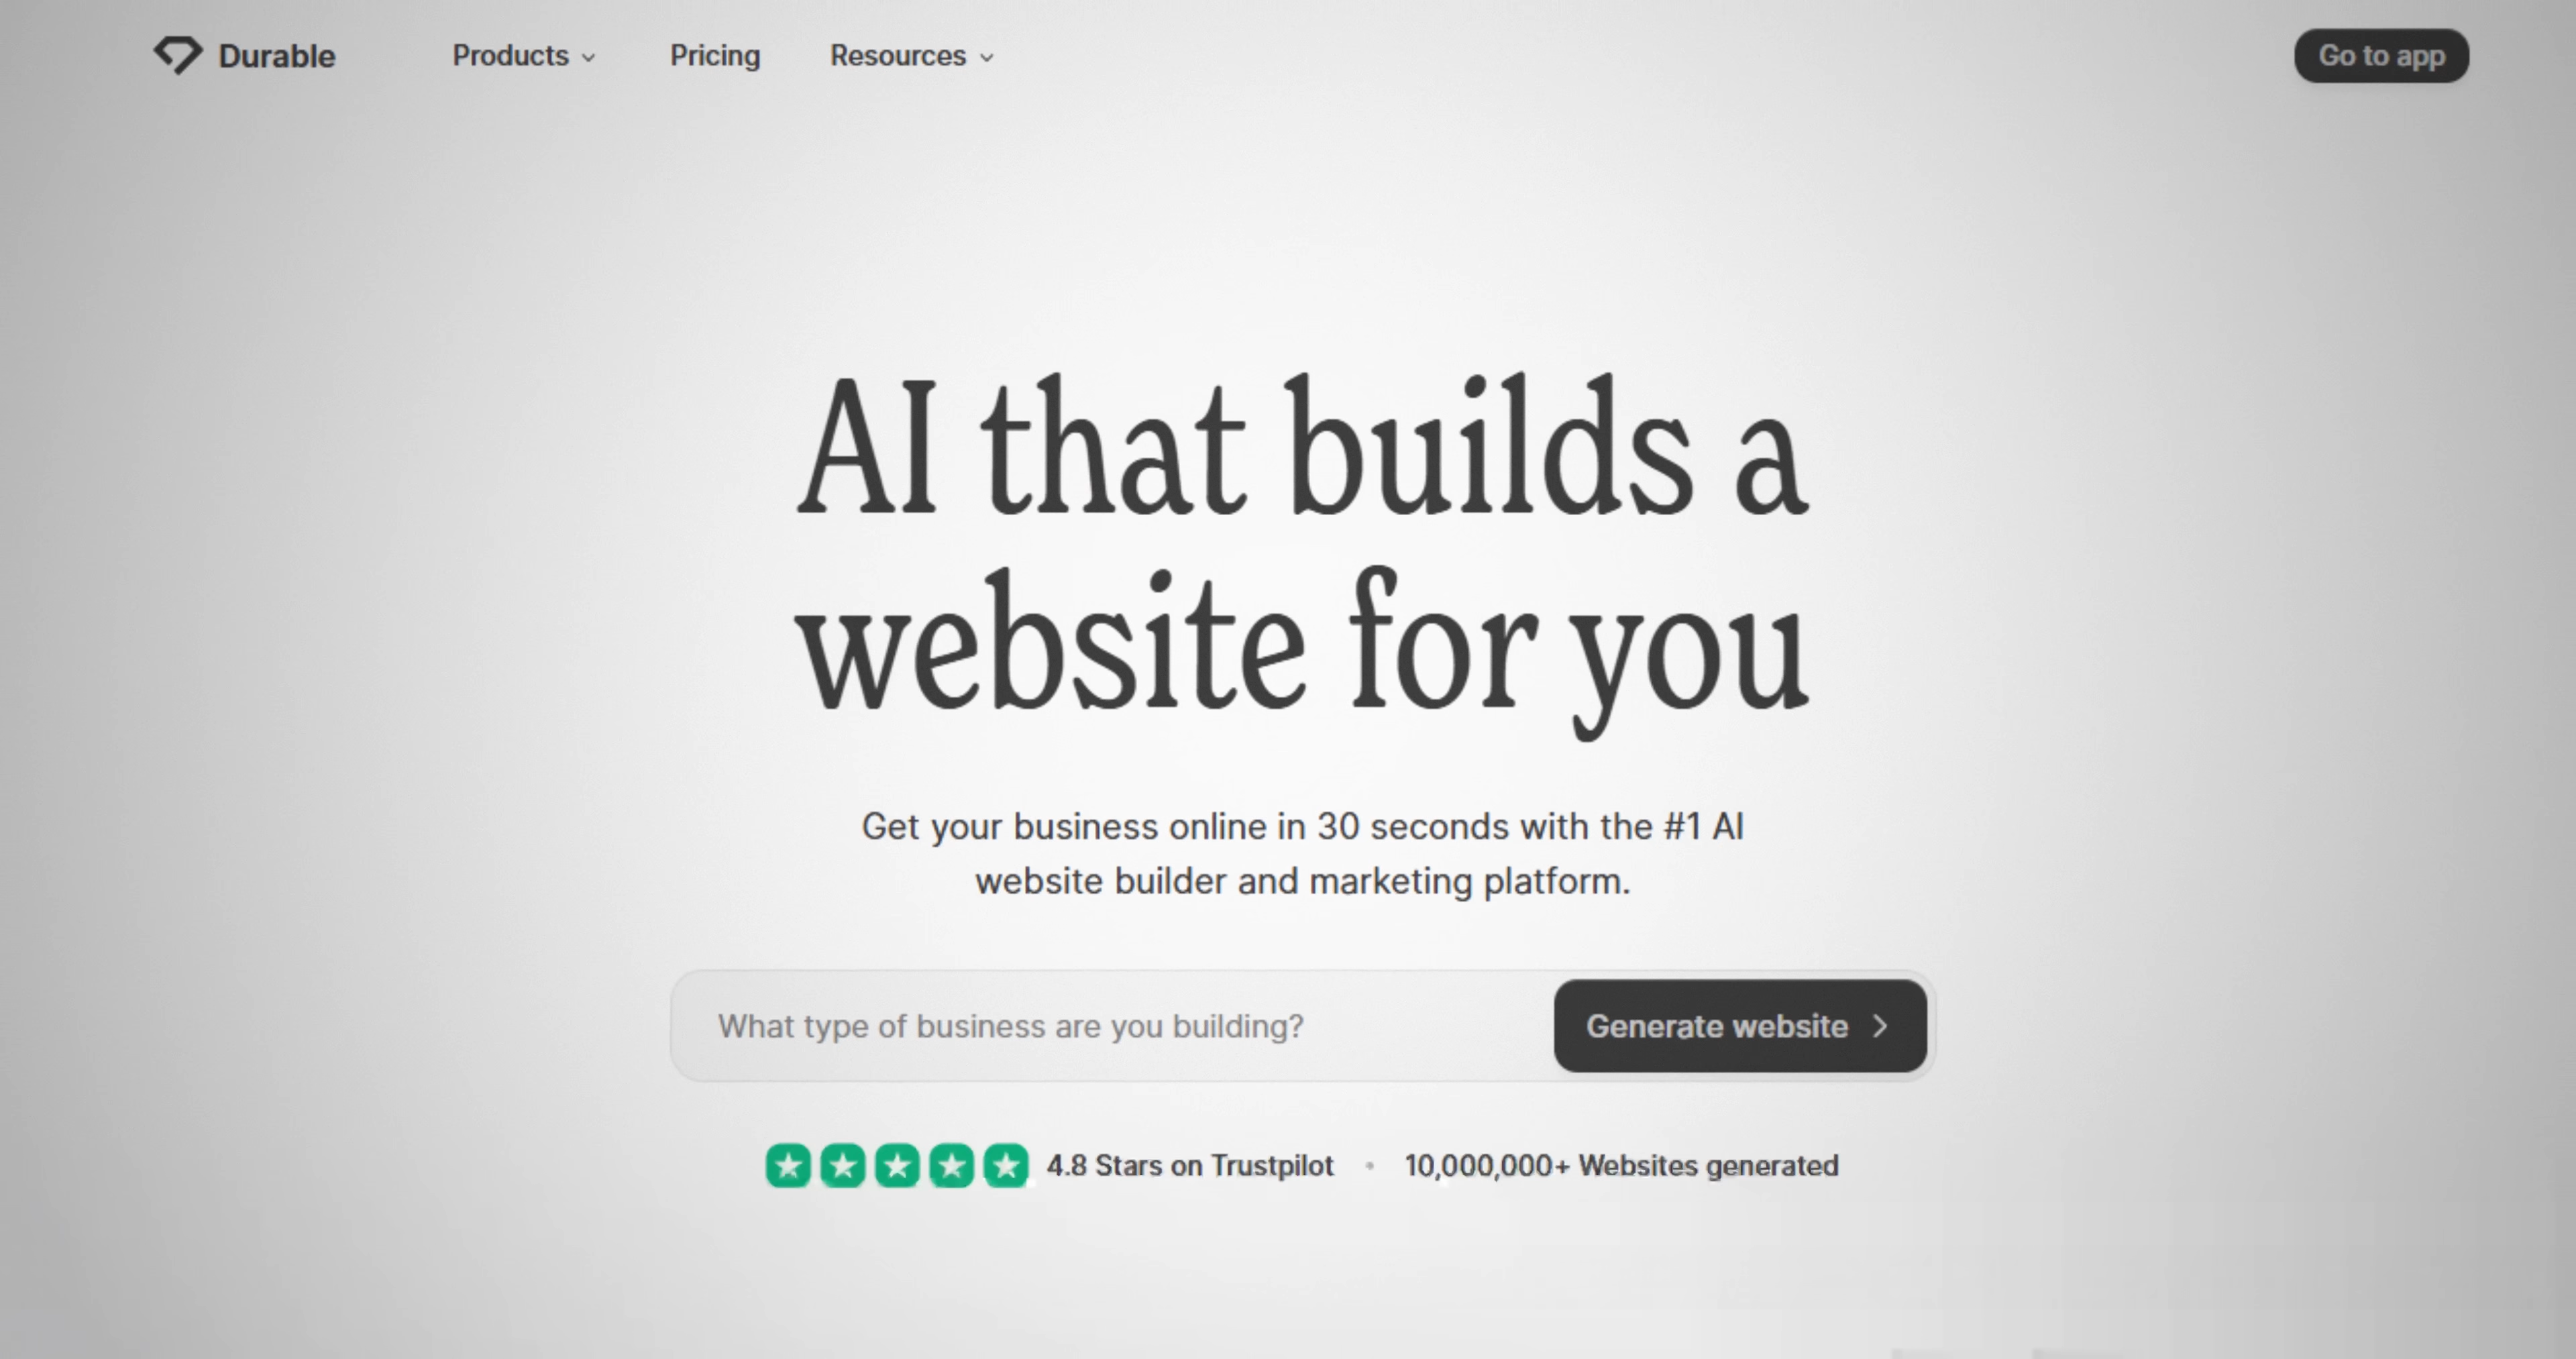 Durable
Products
Pricing
Resources
Go to app
AI that builds a
website for you
Get your business online in 30 seconds with the #1 AI
website builder and marketing platform.
What type of business are you building?
Generate website
4.8 Stars on Trustpilot
10,000,000+ Websites generated